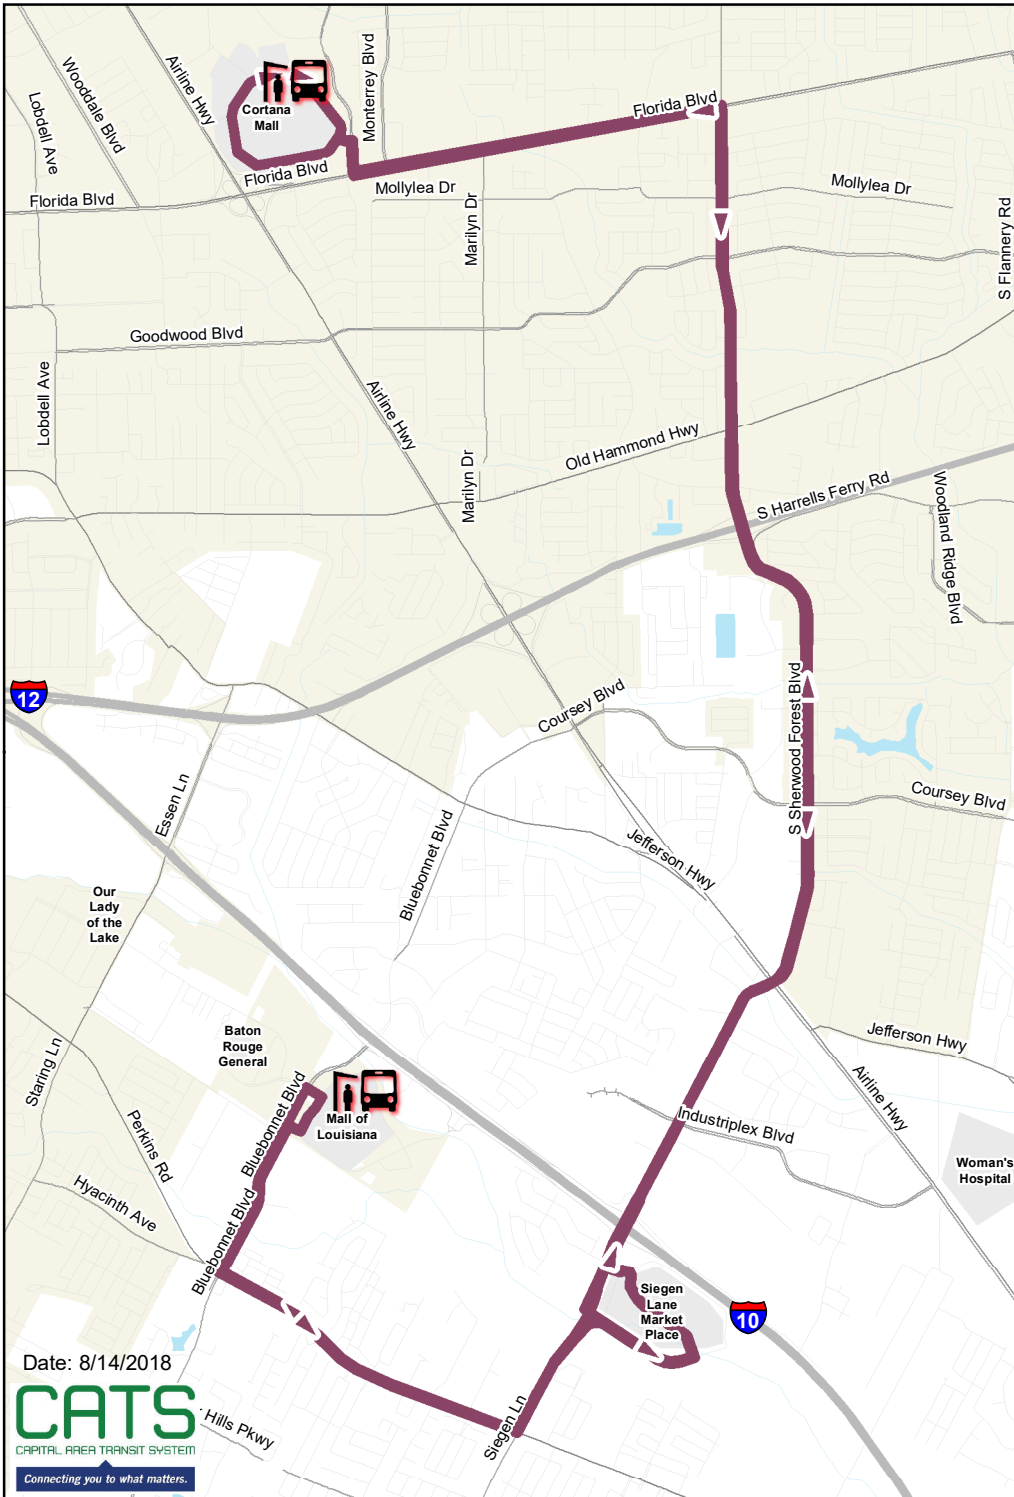 Monterrey Blvd
Airline Hwy
Wooddale Blvd
Lobdell Ave
Cortana
Mall
Florida Blvd
Florida Blvd
Florida Blvd
Mollylea Dr
Mollylea Dr
Marilyn Dr
S Flannery Rd
Goodwood Blvd
Lobdell Ave
Airline Hwy
Old Hammond Hwy
Marilyn Dr
S Harrells Ferry Rd
Woodland Ridge Blvd
12
Coursey Blvd
S Sherwood Forest Blvd
Coursey Blvd
Essen Ln
Bluebonnet Blvd
Jefferson Hwy
Our
Lady
of the
Lake
Baton
Rouge
General
Jefferson Hwy
Staring Ln
Airline Hwy
Mall of
Louisiana
Bluebonnet Blvd
Industriplex Blvd
Perkins Rd
Woman's
Hospital
Hyacinth Ave
Bluebonnet Blvd
Siegen
Lane
Market
Place
10
Date: 8/14/2018
Siegen Ln
Hills Pkwy
CATS
CAPITAL AREA TRANSIT SYSTEM
Connecting you to what matters.